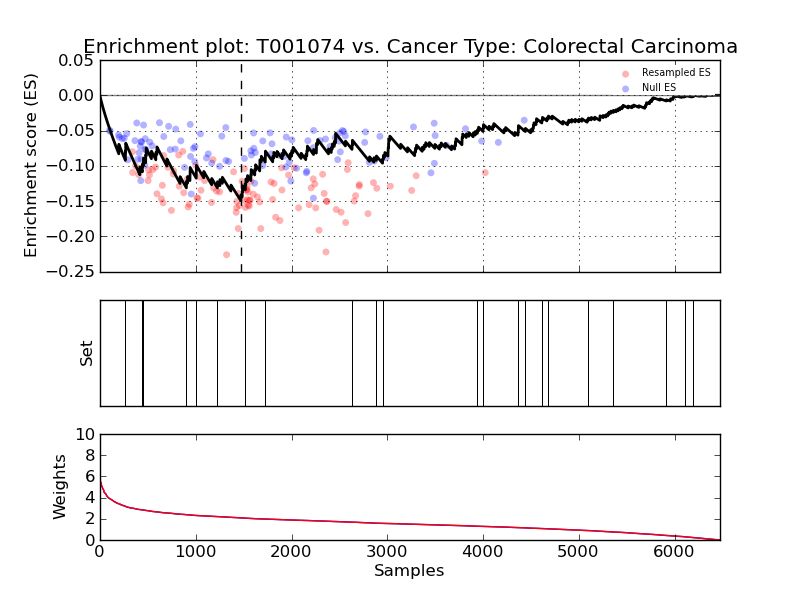 Enrichment plot: T001074 vs. Cancer Type: Colorectal Carcinoma
0.05
0.00
−0.05
−0.10
−0.15
−0.20
−0.25
Enrichment score (ES)
Resampled ES
Null ES
Set
10
8
6
4
2
0
Weights
0 1000 2000 3000 4000 5000 6000
Samples